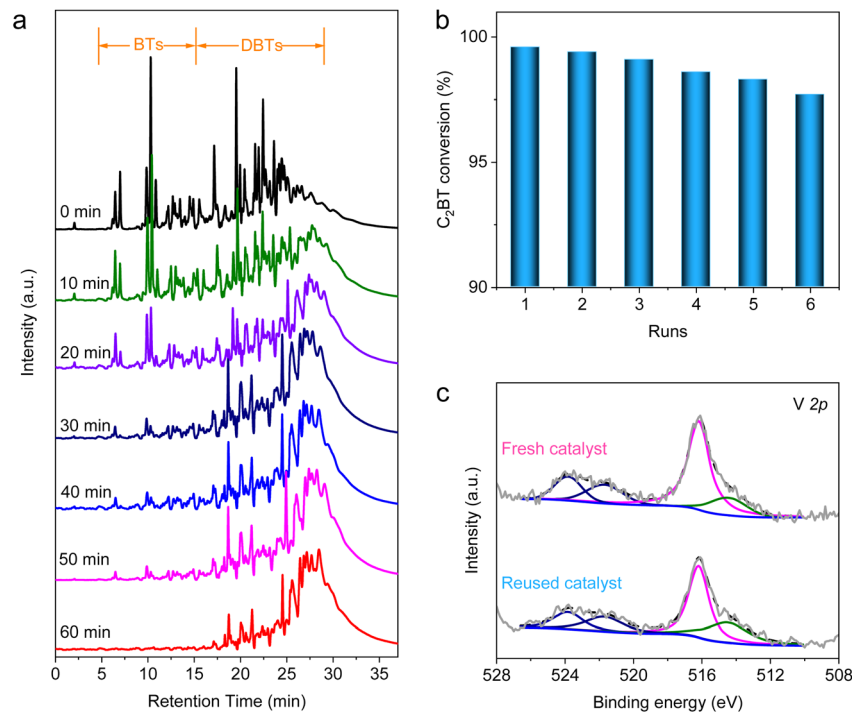 a
BTs DBTs
0 min
10 min
20 min
30 min
40 min
50 min
60 min
Intensity (a.u.)
0 5 10 15 20 25 30 35
Retention Time (min)
b
100
95
90
C₂BT conversion (%)
1 2 3 4 5 6
Runs
c
V 2p
Fresh catalyst
Reused catalyst
Intensity (a.u.)
528 524 520 516 512 508
Binding energy (eV)